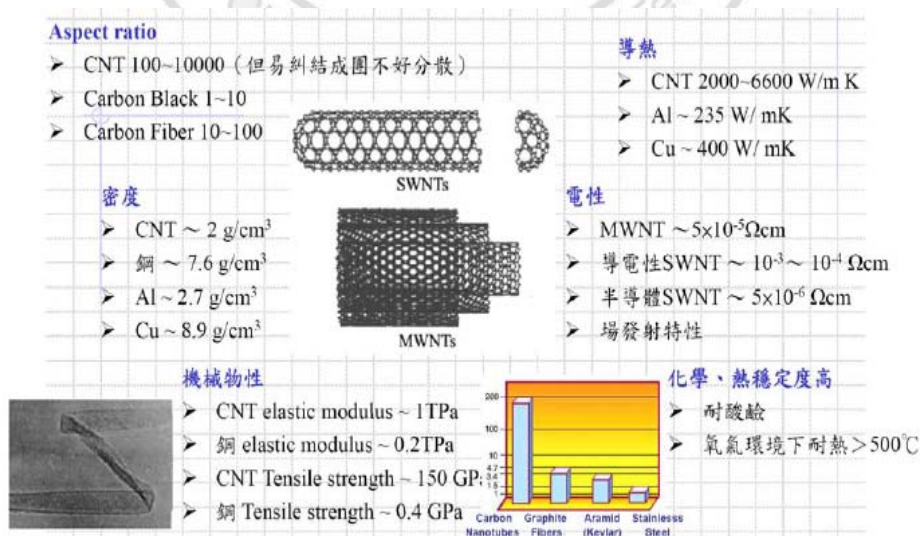 Aspect ratio
➢ CNT 100~10000（但易糾結成團不好分散）
➢ Carbon Black 1~10
➢ Carbon Fiber 10~100
導熱
➢ CNT 2000~6600 W/m K
➢ Al ~ 235 W/ mK
➢ Cu ~ 400 W/ mK
SWNTs
密度
➢ CNT ~ 2 g/cm³
➢ 鋼 ~ 7.6 g/cm³
➢ Al ~ 2.7 g/cm³
➢ Cu ~ 8.9 g/cm³
MWNTs
電性
➢ MWNT ~5×10⁻⁵Ωcm
➢ 導電性SWNT ~ 10⁻³~ 10⁻⁴ Ωcm
➢ 半導體SWNT ~ 5×10⁻⁶ Ωcm
➢ 場發射特性
機械物性
➢ CNT elastic modulus ~ 1TPa
➢ 鋼 elastic modulus ~ 0.2TPa
➢ CNT Tensile strength ~ 150 GP
➢ 鋼 Tensile strength ~ 0.4 GPa
200
100
10
4.7
3.4
1.5
1
Carbon Nanotubes
Graphite Fibers
Aramid (Kevlar)
Stainlesss Steel
化學、熱穩定度高
➢ 耐酸鹼
➢ 氧氣環境下耐熱＞500℃